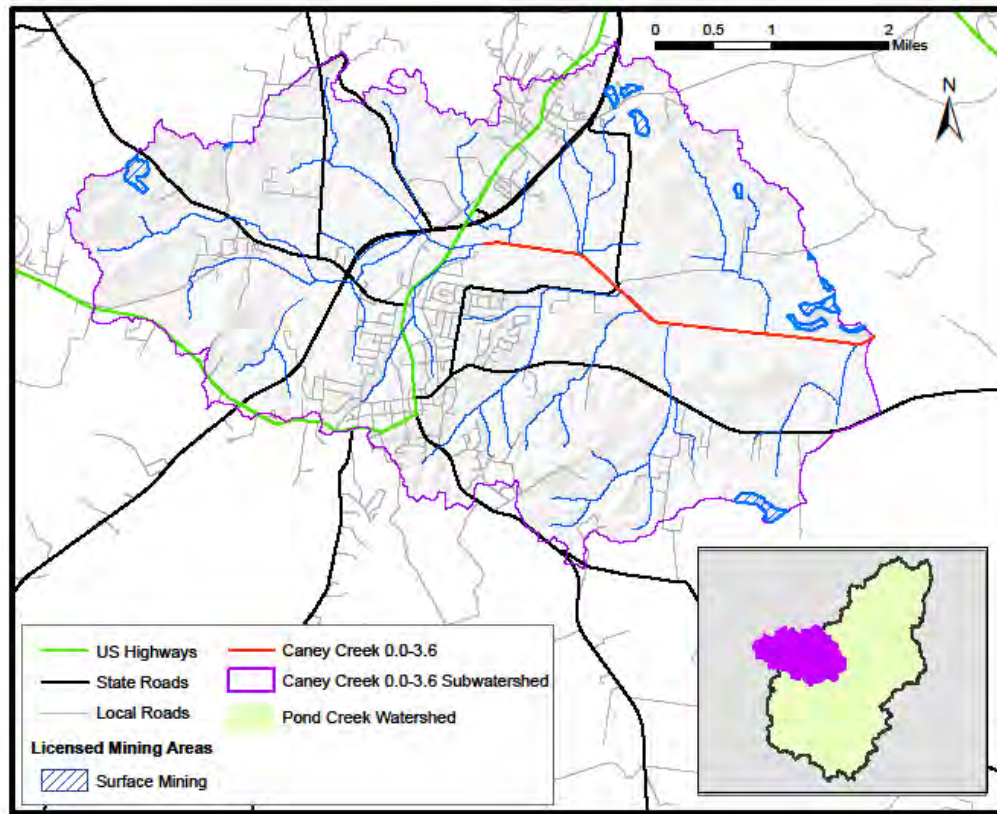 0 0.5 1 2
Miles
N
US Highways
State Roads
Local Roads
Licensed Mining Areas
Surface Mining
Caney Creek 0.0-3.6
Caney Creek 0.0-3.6 Subwatershed
Pond Creek Watershed